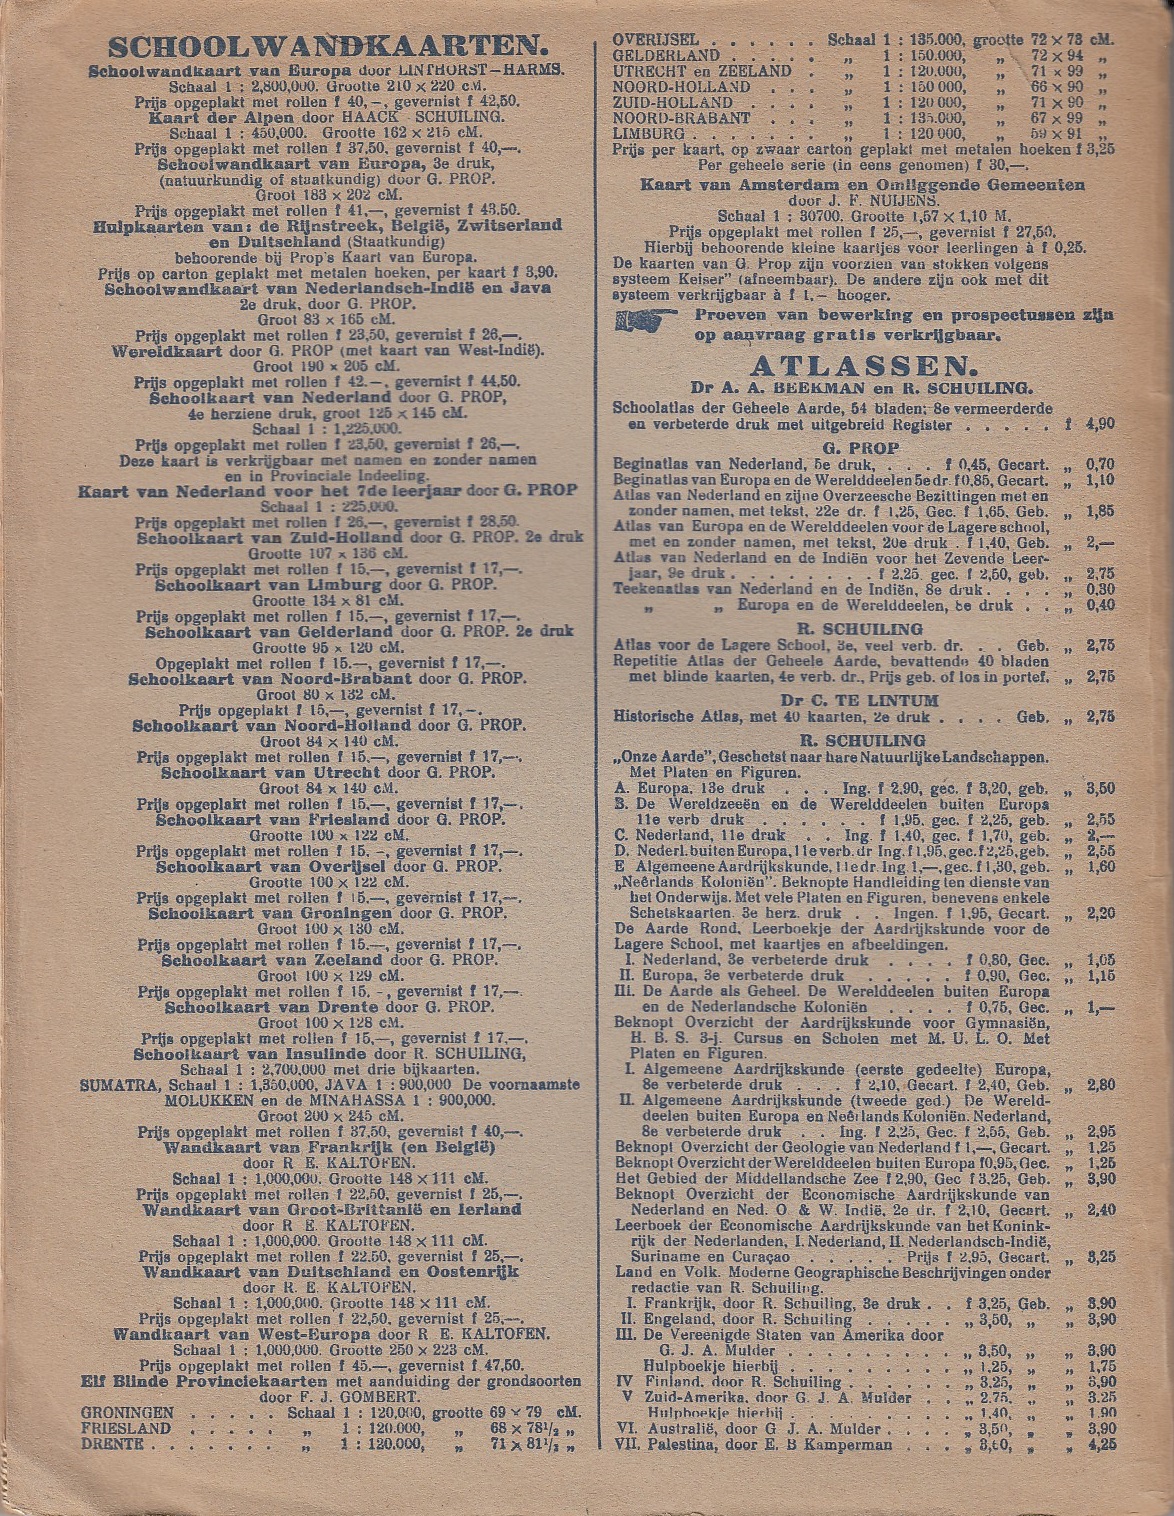 SCHOOLWANDKAARTEN.
Schoolwandkaart van Europa door LINTHORST—HARMS.
Schaal 1 : 2,800,000. Grootte 210 × 220 cM.
Prijs opgeplakt met rollen f 40,—, gevernist f 42,50.
Kaart der Alpen door HAACK - SCHUILING.
Schaal 1 : 450,000. Grootte 162 × 215 cM.
Prijs opgeplakt met rollen f 37,50, gevernist f 40,—.
Schoolwandkaart van Europa, 3e druk,
(natuurkundig of staatkundig) door G. PROP.
Groot 183 × 202 cM.
Prijs opgeplakt met rollen f 41,—, gevernist f 43.50.
Hulpkaarten van: de Rijnstreek, België, Zwitserland
en Duitschland (Staatkundig)
behoorende bij Prop's Kaart van Europa.
Prijs op carton geplakt met metalen hoeken, per kaart f 3,90.
Schoolwandkaart van Nederlandsch-Indië en Java
2e druk, door G. PROP.
Groot 83 × 165 cM.
Prijs opgeplakt met rollen f 23,50, gevernist f 26,—.
Wereldkaart door G. PROP (met kaart van West-Indië).
Groot 190 × 205 cM.
Prijs opgeplakt met rollen f 42.—, gevernist f 44,50.
Schoolkaart van Nederland door G. PROP,
4e herziene druk, groot 125 × 145 cM.
Schaal 1 : 1,225,000.
Prijs opgeplakt met rollen f 23,50, gevernist f 26,—.
Deze kaart is verkrijgbaar met namen en zonder namen
en in Provinciale Indeeling.
Kaart van Nederland voor het 7de leerjaar door G. PROP
Schaal 1 : 225,000.
Prijs opgeplakt met rollen f 26,—, gevernist f 28,50.
Schoolkaart van Zuid-Holland door G. PROP. 2e druk
Grootte 107 × 136 cM.
Prijs opgeplakt met rollen f 15.—, gevernist f 17,—.
Schoolkaart van Limburg door G. PROP.
Grootte 134 × 81 cM.
Prijs opgeplakt met rollen f 15.—, gevernist f 17,—.
Schoolkaart van Gelderland door G. PROP. 2e druk
Grootte 95 × 120 cM.
Opgeplakt met rollen f 15.—, gevernist f 17,—.
Schoolkaart van Noord-Brabant door G. PROP.
Groot 80 × 132 cM.
Prijs opgeplakt f 15,—, gevernist f 17,—.
Schoolkaart van Noord-Holland door G. PROP.
Groot 84 × 140 cM.
Prijs opgeplakt met rollen f 15.—, gevernist f 17,—.
Schoolkaart van Utrecht door G. PROP.
Groot 84 × 140 cM.
Prijs opgeplakt met rollen f 15.—, gevernist f 17,—.
Schoolkaart van Friesland door G. PROP.
Grootte 100 × 122 cM.
Prijs opgeplakt met rollen f 15.—, gevernist f 17,—.
Schoolkaart van Overijsel door G. PROP.
Grootte 100 × 122 cM.
Prijs opgeplakt met rollen f 15.—, gevernist f 17,—.
Schoolkaart van Groningen door G. PROP.
Groot 100 × 130 cM.
Prijs opgeplakt met rollen f 15.—, gevernist f 17,—.
Schoolkaart van Zeeland door G. PROP.
Groot 100 × 129 cM.
Prijs opgeplakt met rollen f 15.—, gevernist f 17,—.
Schoolkaart van Drente door G. PROP.
Groot 100 × 128 cM.
Prijs opgeplakt met rollen f 15,—, gevernist f 17,—.
Schoolkaart van Insulinde door R. SCHUILING,
Schaal 1 : 2,700,000 met drie bijkaarten.
SUMATRA, Schaal 1 : 1,350,000, JAVA 1 : 900,000 De voornaamste
MOLUKKEN en de MINAHASSA 1 : 900,000.
Groot 200 × 245 cM.
Prijs opgeplakt met rollen f 37,50, gevernist f 40,—.
Wandkaart van Frankrijk (en België)
door R E. KALTOFEN.
Schaal 1 : 1,000,000. Grootte 148 × 111 cM.
Prijs opgeplakt met rollen f 22,50, gevernist f 25,—.
Wandkaart van Groot-Brittanië en Ierland
door R E. KALTOFEN.
Schaal 1 : 1,000,000. Grootte 148 × 111 cM.
Prijs opgeplakt met rollen f 22.50, gevernist f 25,—.
Wandkaart van Duitschland en Oostenrijk
door R. E. KALTOFEN.
Schaal 1 : 1,000,000. Grootte 148 × 111 cM.
Prijs opgeplakt met rollen f 22,50, gevernist f 25,—.
Wandkaart van West-Europa door R E. KALTOFEN.
Schaal 1 : 1,000,000. Grootte 250 × 223 cM.
Prijs opgeplakt met rollen f 45.—, gevernist f 47,50.
Elf Blinde Provinciekaarten met aanduiding der grondsoorten
door F. J. GOMBERT.
GRONINGEN . . . . . Schaal 1 : 120,000, grootte 69 × 79 cM.
FRIESLAND . . . . . „ 1 : 120.000, „ 68 × 78½ „
DRENTE . . . . . . . „ 1 : 120.000, „ 71 × 81½ „
OVERIJSEL . . . . . . Schaal 1 : 135.000, grootte 72 × 73 cM.
GELDERLAND . . . . . „ 1 : 150.000, „ 72 × 94 „
UTRECHT en ZEELAND . „ 1 : 120,000, „ 71 × 99 „
NOORD-HOLLAND . . . „ 1 : 150 000, „ 66 × 90 „
ZUID-HOLLAND . . . . „ 1 : 120 000, „ 71 × 90 „
NOORD-BRABANT . . . „ 1 : 135.000, „ 67 × 99 „
LIMBURG . . . . . . . „ 1 : 120 000, „ 59 × 91 „
Prijs per kaart, op zwaar carton geplakt met metalen hoeken f 3,25
Per geheele serie (in eens genomen) f 30,—.
Kaart van Amsterdam en Omliggende Gemeenten
door J. F. NUIJENS.
Schaal 1 : 30700. Grootte 1,57 × 1,10 M.
Prijs opgeplakt met rollen f 25,—, gevernist f 27,50.
Hierbij behoorende kleine kaartjes voor leerlingen à f 0,25.
De kaarten van G. Prop zijn voorzien van stokken volgens
systeem Keiser” (afneembaar). De andere zijn ook met dit
systeem verkrijgbaar à f 1.— hooger.
Proeven van bewerking en prospectussen zijn
op aanvraag gratis verkrijgbaar.
ATLASSEN.
Dr A. A. BEEKMAN en R. SCHUILING.
Schoolatlas der Geheele Aarde, 54 bladen; 8e vermeerderde
en verbeterde druk met uitgebreid Register . . . . . f 4,90
G. PROP
Beginatlas van Nederland, 5e druk, . . . f 0,45, Gecart. „ 0,70
Beginatlas van Europa en de Werelddeelen 5e dr. f 0,85, Gecart. „ 1,10
Atlas van Nederland en zijne Overzeesche Bezittingen met en
zonder namen, met tekst, 22e dr. f 1,25, Gec. f 1,65, Geb. „ 1,85
Atlas van Europa en de Werelddeelen voor de Lagere school,
met en zonder namen, met tekst, 20e druk . f 1,40, Geb. „ 2,—
Atlas van Nederland en de Indiën voor het Zevende Leer-
jaar, 9e druk . . . . . . . . f 2,25. gec. f 2,50, geb. „ 2,75
Teekenatlas van Nederland en de Indiën, 8e druk . . . . „ 0,30
„ „ Europa en de Werelddeelen, 6e druk . . „ 0,40
R. SCHUILING
Atlas voor de Lagere School, 3e, veel verb. dr. . . Geb. „ 2,75
Repetitie Atlas der Geheele Aarde, bevattende 40 bladen
met blinde kaarten, 4e verb. dr., Prijs geb. of los in portef. „ 2,75
Dr C. TE LINTUM
Historische Atlas, met 40 kaarten, 2e druk . . . . Geb. „ 2,75
R. SCHUILING
„Onze Aarde”, Geschetst naar hare Natuurlijke Landschappen.
Met Platen en Figuren.
A. Europa, 13e druk . . . Ing. f 2,90, gec. f 3,20, geb. „ 3,50
B. De Wereldzeeën en de Werelddeelen buiten Europa
11e verb druk . . . . . . f 1,95, gec. f 2,25, geb. „ 2,55
C. Nederland, 11e druk . . Ing. f 1.40, gec. f 1,70, geb. „ 2,—
D. Nederl. buiten Europa, 11e verb. dr Ing. f 1,95, gec. f 2,25, geb. „ 2,55
E Algemeene Aardrijkskunde, 11e dr. Ing. 1,—, gec. f 1,30, geb. „ 1,60
„Neêrlands Koloniën”. Beknopte Handleiding ten dienste van
het Onderwijs. Met vele Platen en Figuren, benevens enkele
Schetskaarten. 3e herz. druk . . Ingen. f 1,95, Gecart. „ 2,20
De Aarde Rond, Leerboekje der Aardrijkskunde voor de
Lagere School, met kaartjes en afbeeldingen.
I. Nederland, 3e verbeterde druk . . . . f 0,80, Gec. „ 1,05
II. Europa, 3e verbeterde druk . . . . . f 0,90, Gec. „ 1,15
III. De Aarde als Geheel. De Werelddeelen buiten Europa
en de Nederlandsche Koloniën . . . . f 0,75, Gec. „ 1,—
Beknopt Overzicht der Aardrijkskunde voor Gymnasiën,
H. B. S. 3-j. Cursus en Scholen met M. U. L. O. Met
Platen en Figuren.
I. Algemeene Aardrijkskunde (eerste gedeelte) Europa,
8e verbeterde druk . . . f 2,10, Gecart. f 2,40, Geb. „ 2,80
II. Algemeene Aardrijkskunde (tweede ged.) De Wereld-
deelen buiten Europa en Neêrlands Koloniën. Nederland,
8e verbeterde druk . . Ing. f 2,25, Gec. f 2,55, Geb. „ 2,95
Beknopt Overzicht der Geologie van Nederland f 1,—, Gecart. „ 1,25
Beknopt Overzicht der Werelddeelen buiten Europa f 0,95, Gec. „ 1,25
Het Gebied der Middellandsche Zee f 2,90, Gec f 3.25, Geb. „ 3,90
Beknopt Overzicht der Economische Aardrijkskunde van
Nederland en Ned. O. & W. Indië, 2e dr. f 2,10, Gecart. „ 2,40
Leerboek der Economische Aardrijkskunde van het Konink-
rijk der Nederlanden, I. Nederland, II. Nederlandsch-Indië,
Suriname en Curaçao . . . . . Prijs f 2,95, Gecart. „ 3,25
Land en Volk. Moderne Geographische Beschrijvingen onder
redactie van R. Schuiling.
I. Frankrijk, door R. Schuiling, 3e druk . . f 3,25, Geb. „ 3,90
II. Engeland, door R. Schuiling . . . . . „ 3,50, „ „ 3,90
III. De Vereenigde Staten van Amerika door
G. J. A. Mulder . . . . . . . . . „ 3,50, „ „ 3,90
Hulpboekje hierbij . . . . . . . . . „ 1,25, „ „ 1,75
IV Finland, door R. Schuiling . . . . . . „ 3,25, „ „ 3,90
V Zuid-Amerika, door G. J. A. Mulder . . „ 2.75, „ „ 3.25
Hulpboekje hierbij . . . . . . . . . „ 1,40, „ „ 1.90
VI. Australië, door G J. A. Mulder . . . . „ 3,50, „ „ 3,90
VII. Palestina, door E. B Kamperman . . . „ 3,60, „ „ 4,25